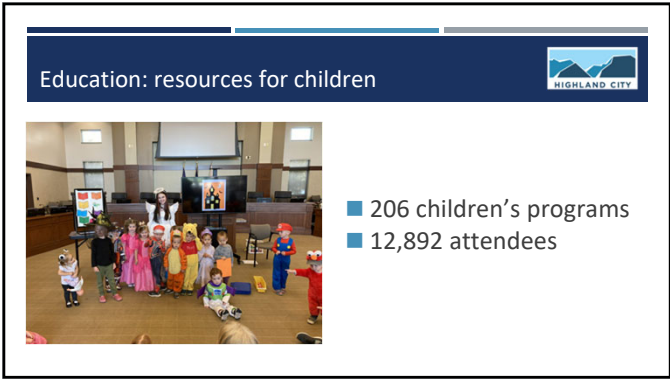 Education: resources for children
HIGHLAND CITY
206 children's programs
12,892 attendees